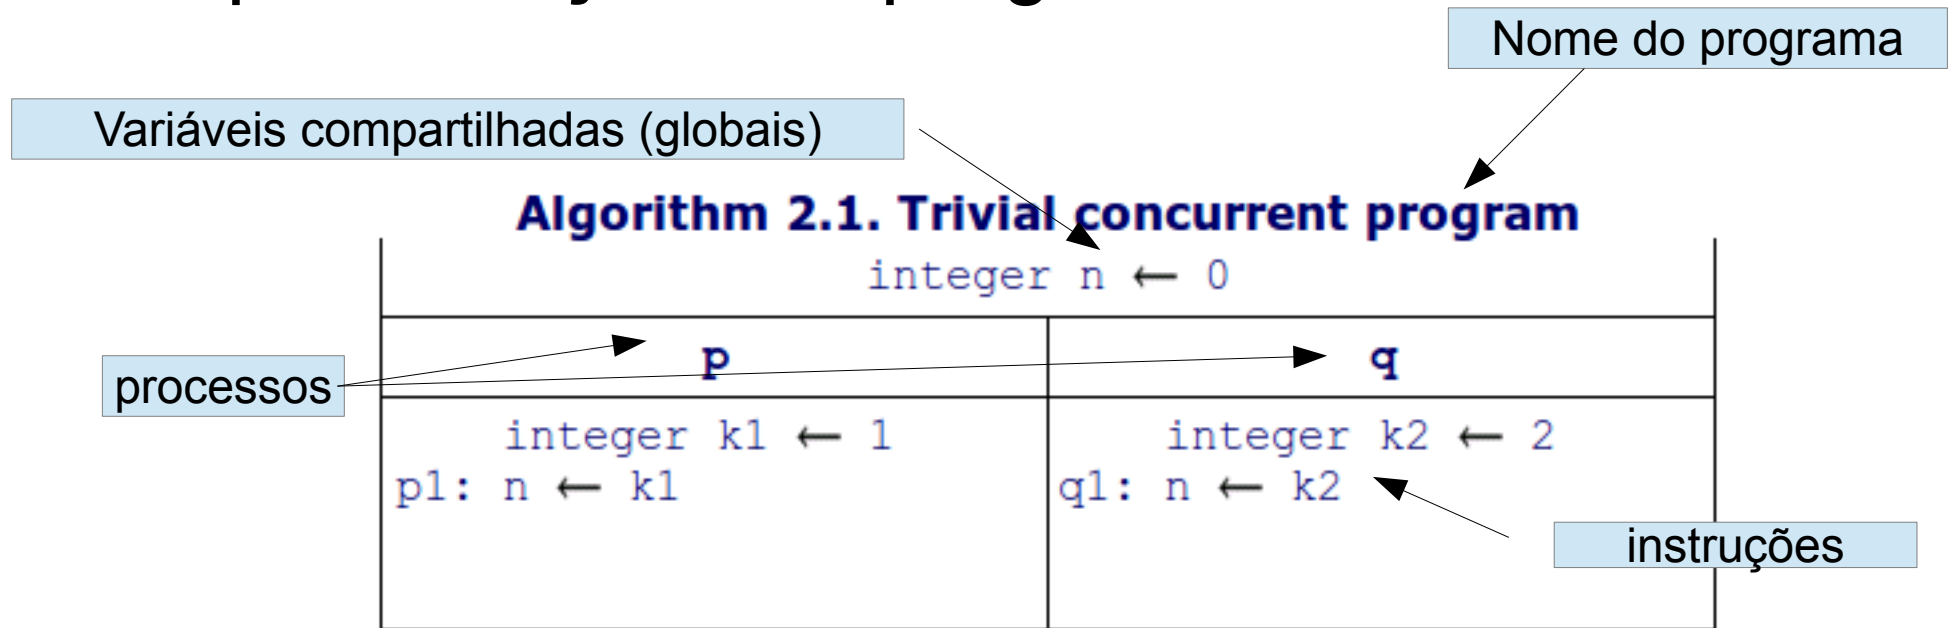 Nome do programa
Variáveis compartilhadas (globais)
Algorithm 2.1. Trivial concurrent program
integer n ← 0
processos
p q
integer k1 ← 1 integer k2 ← 2
p1: n ← k1 q1: n ← k2
instruções